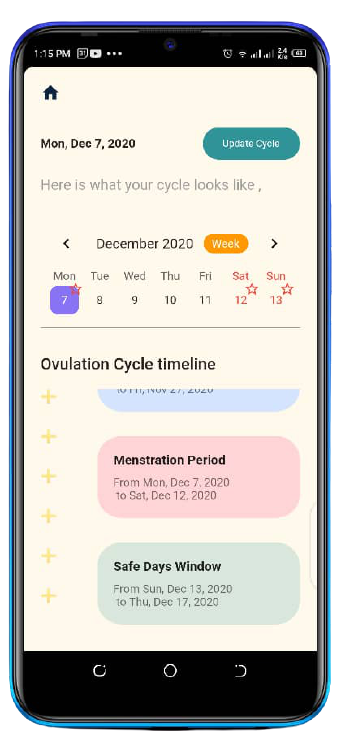 1:15 PM
Mon, Dec 7, 2020
Update Cycle
Here is what your cycle looks like ,
December 2020
Week
Mon Tue Wed Thu Fri Sat Sun
7 8 9 10 11 12 13
Ovulation Cycle timeline
to Fri, Nov 27, 2020
Menstration Period
From Mon, Dec 7, 2020
to Sat, Dec 12, 2020
Safe Days Window
From Sun, Dec 13, 2020
to Thu, Dec 17, 2020